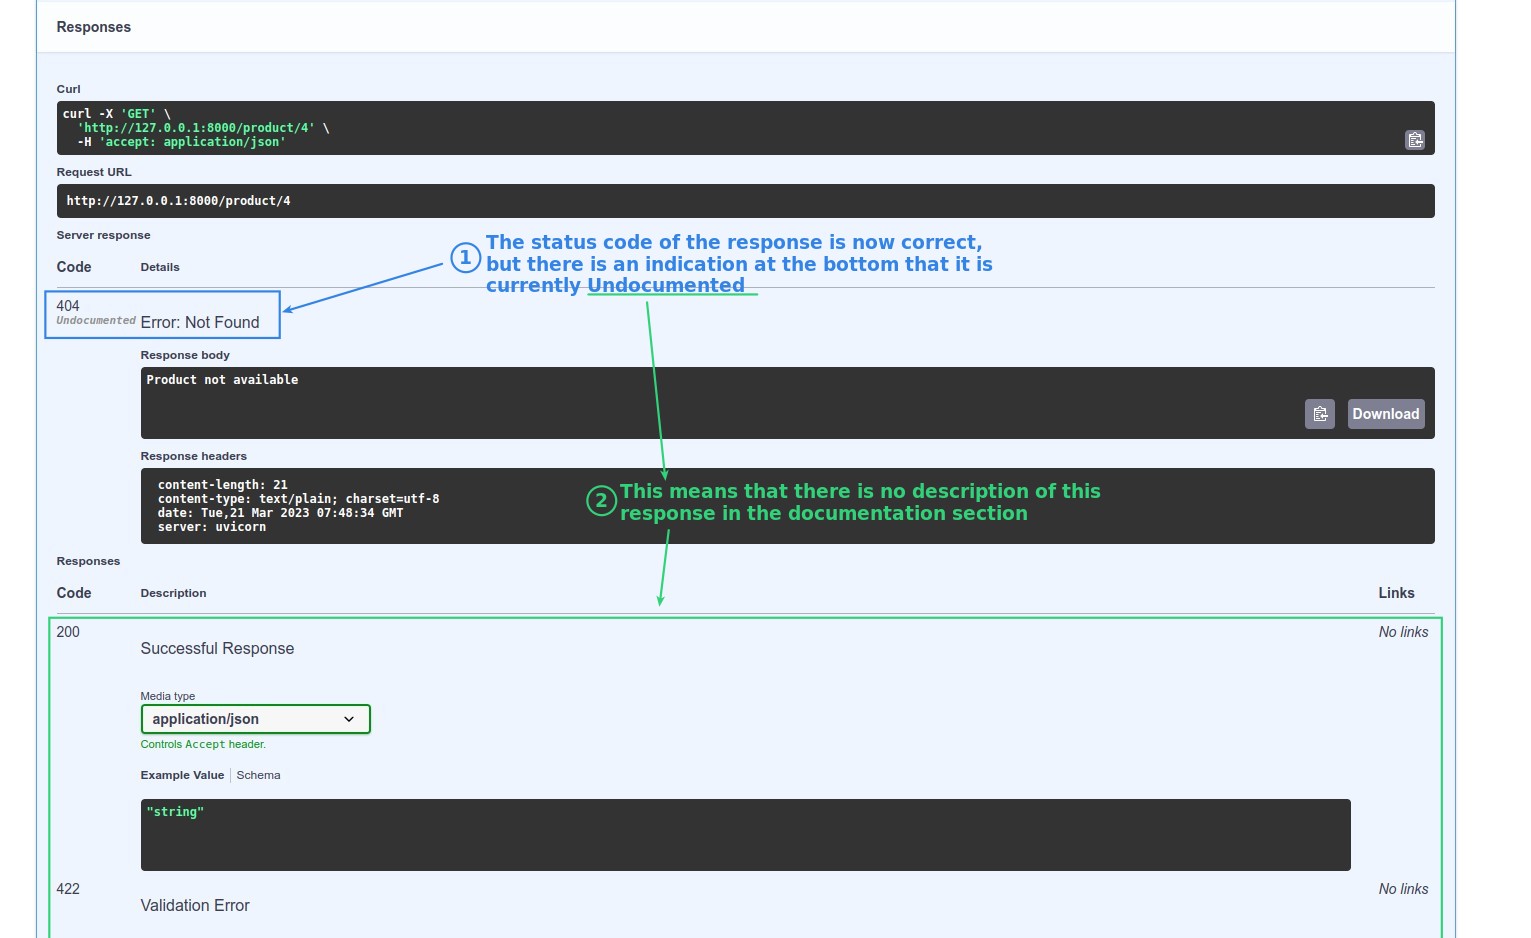 Responses
Curl
curl -X 'GET' \
'http://127.0.0.1:8000/product/4' \
-H 'accept: application/json'
Request URL
http://127.0.0.1:8000/product/4
Server response
1 The status code of the response is now correct,
but there is an indication at the bottom that it is
currently Undocumented
Code Details
404
Undocumented Error: Not Found
Response body
Product not available
Download
Response headers
content-length: 21
content-type: text/plain; charset=utf-8
date: Tue,21 Mar 2023 07:48:34 GMT
server: uvicorn
2 This means that there is no description of this
response in the documentation section
Responses
Code Description Links
200 No links
Successful Response
Media type
application/json
Controls Accept header.
Example Value Schema
"string"
422 No links
Validation Error